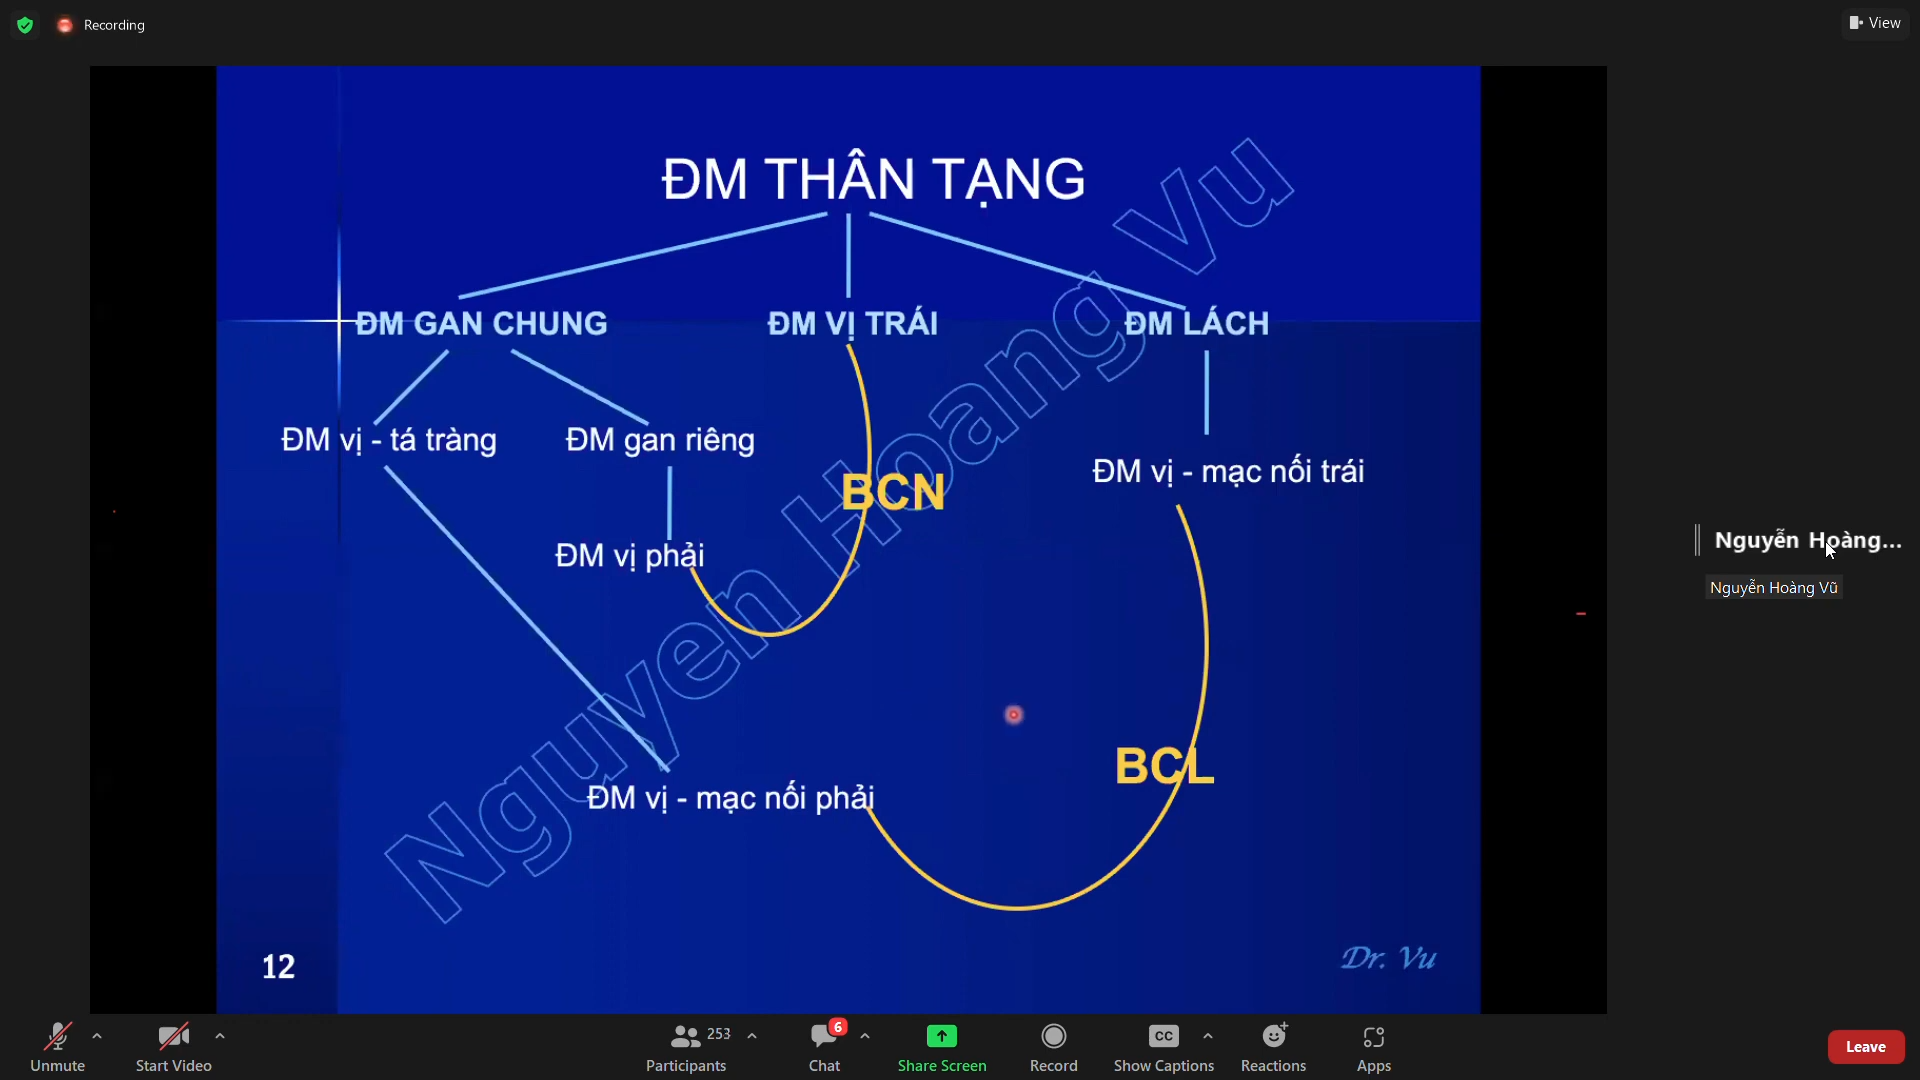 Recording
View
ĐM THÂN TẠNG
ĐM GAN CHUNG
ĐM VỊ TRÁI
ĐM LÁCH
ĐM vị - tá tràng
ĐM gan riêng
ĐM vị - mạc nối trái
BCN
ĐM vị phải
Nguyễn Hoàng...
Nguyễn Hoàng Vũ
BCL
ĐM vị - mạc nối phải
Nguyen Hoang Vu
12
Dr. Vu
253
6
CC
Unmute
Start Video
Participants
Chat
Share Screen
Record
Show Captions
Reactions
Apps
Leave